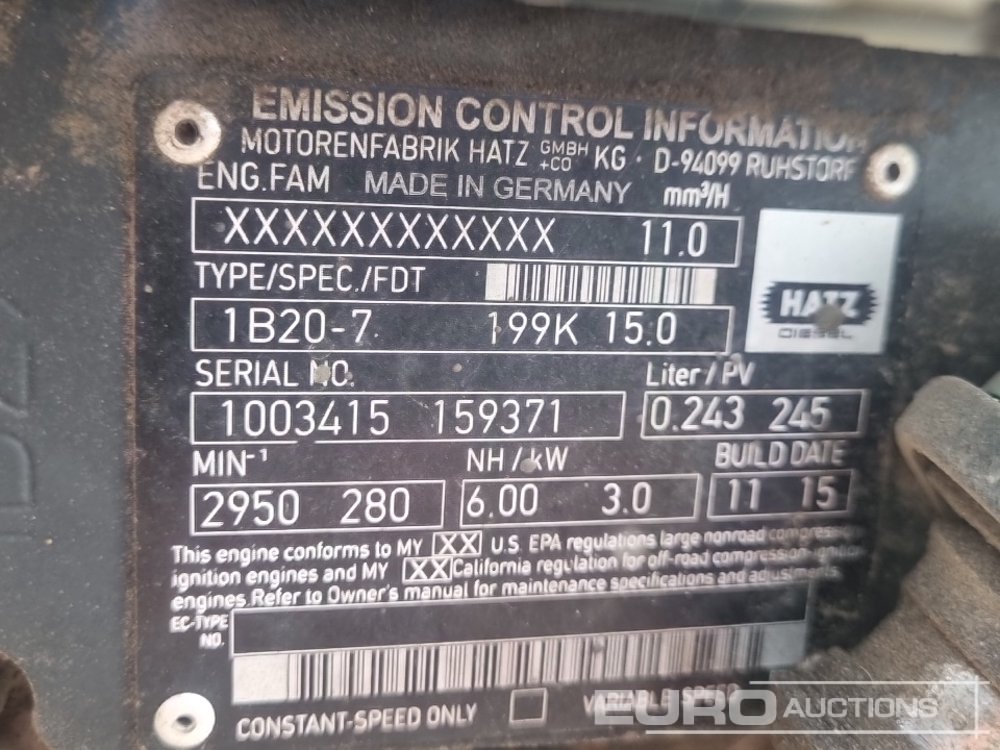 EMISSION CONTROL INFORMATION
MOTORENFABRIK HATZ GMBH +CO KG · D-94099 RUHSTORF
ENG.FAM MADE IN GERMANY mm³/H
XXXXXXXXXXXX 11.0
TYPE/SPEC./FDT
1B20-7 199K 15.0
HATZ
DIESEL
SERIAL NO. Liter/PV
1003415 159371 0.243 245
MIN⁻¹ NH/kW BUILD DATE
2950 280 6.00 3.0 11 15
This engine conforms to MY XX U.S. EPA regulations large nonroad compression
ignition engines and MY XX California regulation for off-road compression-ignition
engines.Refer to Owner's manual for maintenance specifications and adjustments
EC-TYPE
NO.
CONSTANT-SPEED ONLY VARIABLE SPEED
EURO AUCTIONS